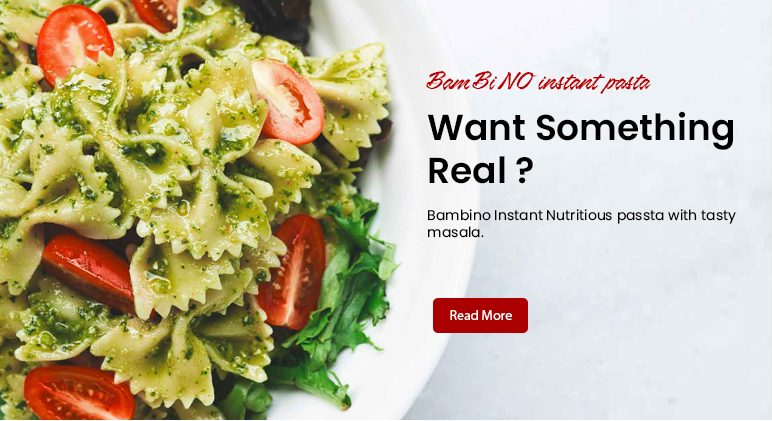 BamBiNO instant pasta
Want Something
Real ?
Bambino Instant Nutritious passta with tasty
masala.
Read More